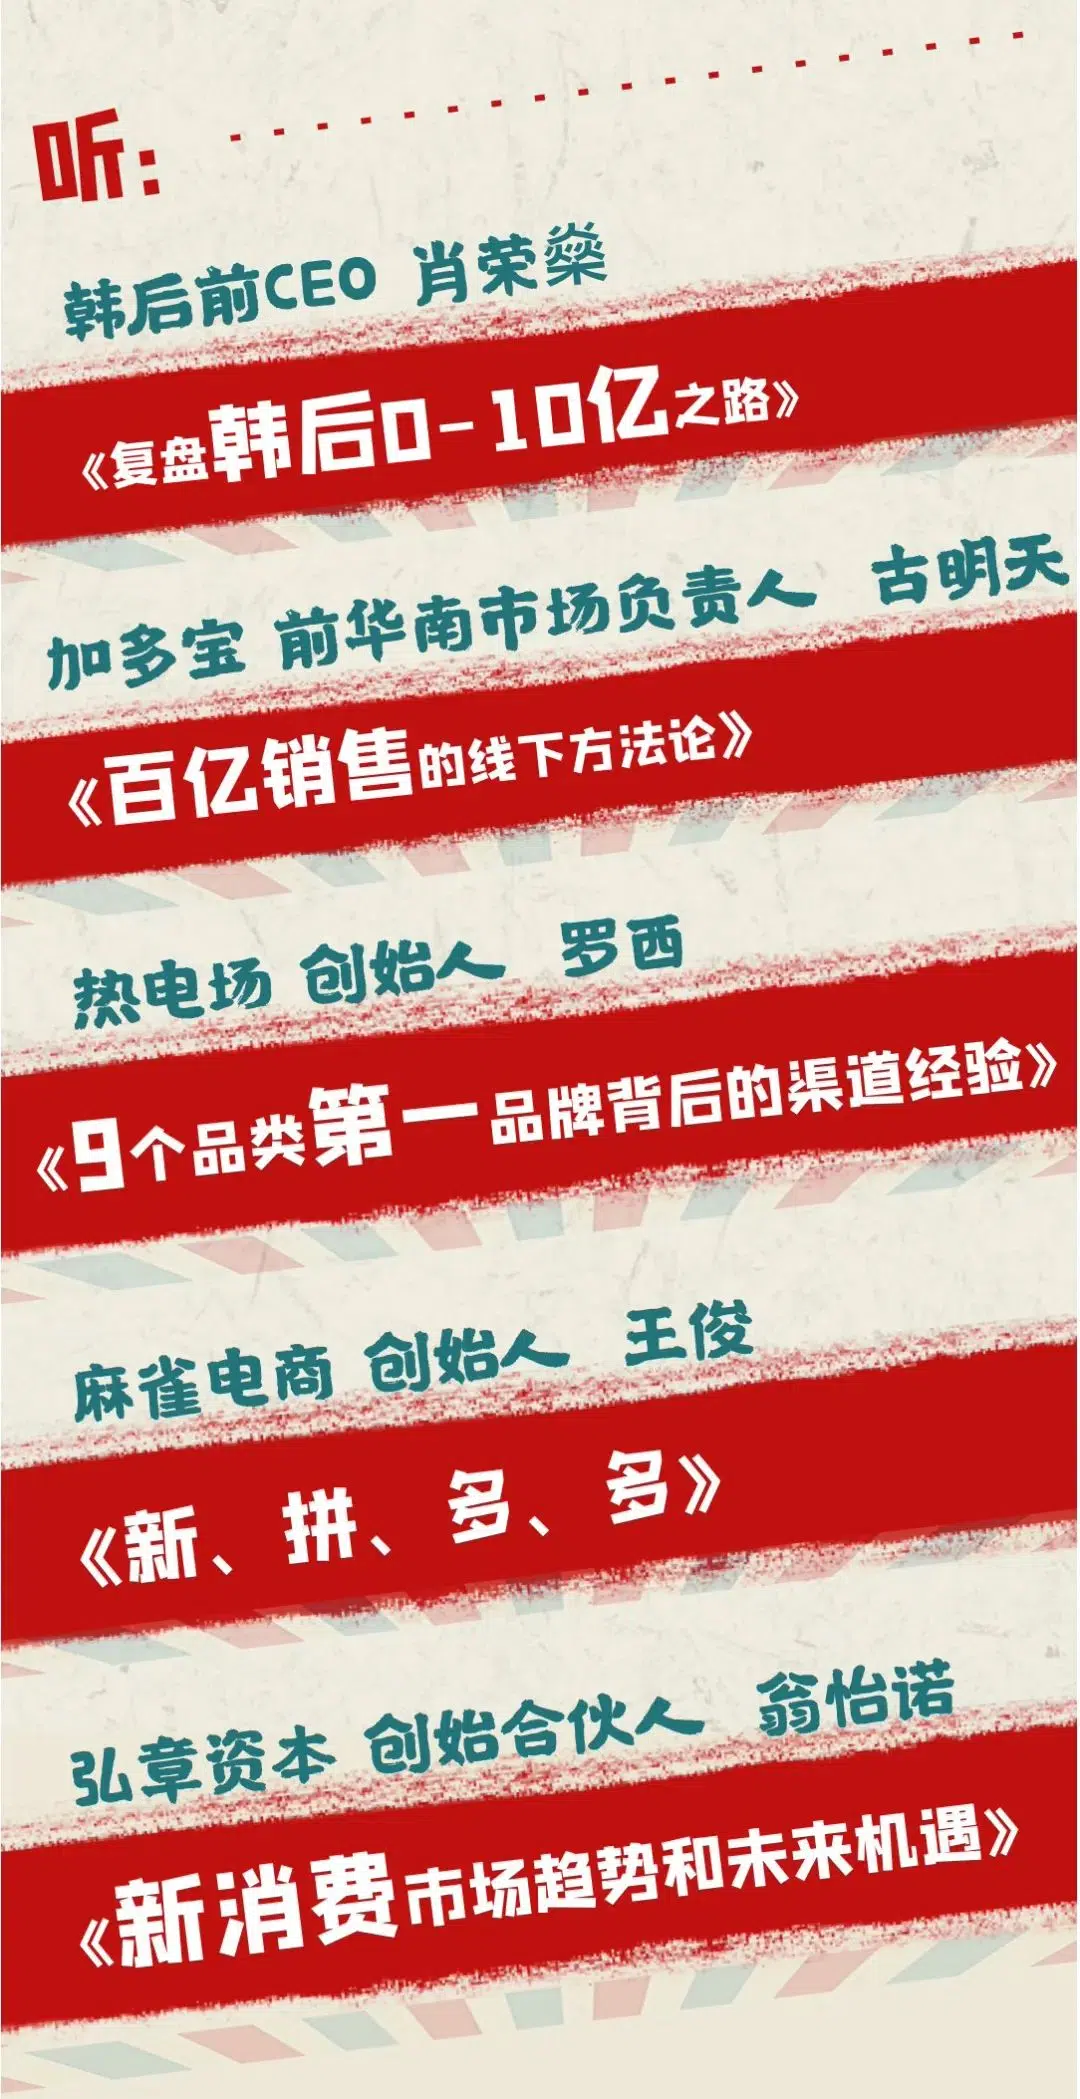 听：
韩后前CEO 肖荣燊
《复盘韩后0-10亿之路》
加多宝 前华南市场负责人 古明天
《百亿销售的线下方法论》
热电场 创始人 罗西
《9个品类第一品牌背后的渠道经验》
麻雀电商 创始人 王俊
《新、拼、多、多》
弘章资本 创始合伙人 翁怡诺
《新消费市场趋势和未来机遇》